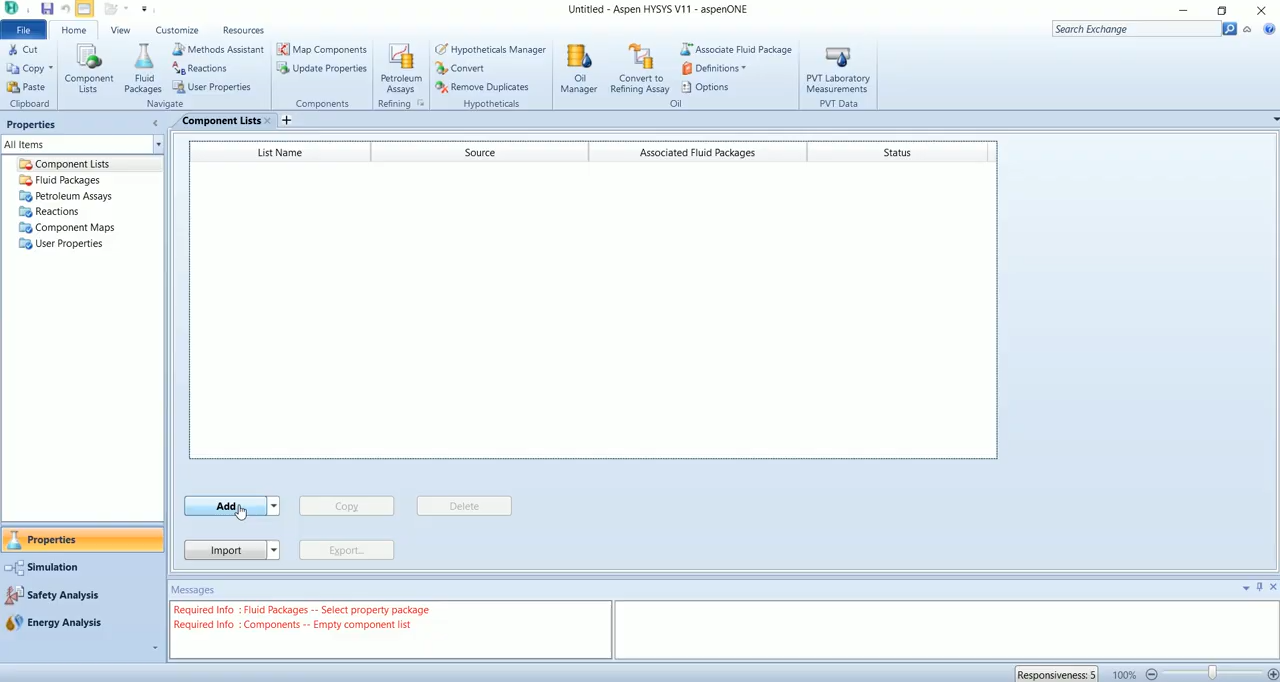 Untitled - Aspen HYSYS V11 - aspenONE
File Home View Customize Resources
Search Exchange
Cut
Copy
Paste
Clipboard
Component Lists
Fluid Packages
Methods Assistant
Reactions
User Properties
Navigate
Map Components
Update Properties
Components
Petroleum Assays
Refining
Hypotheticals Manager
Convert
Remove Duplicates
Hypotheticals
Oil Manager
Convert to Refining Assay
Associate Fluid Package
Definitions
Options
Oil
PVT Laboratory Measurements
PVT Data
Properties
All Items
Component Lists
Fluid Packages
Petroleum Assays
Reactions
Component Maps
User Properties
Properties
Simulation
Safety Analysis
Energy Analysis
Component Lists
List Name Source Associated Fluid Packages Status
Add Copy Delete
Import Export...
Messages
Required Info : Fluid Packages -- Select property package
Required Info : Components -- Empty component list
Responsiveness: 5 100%